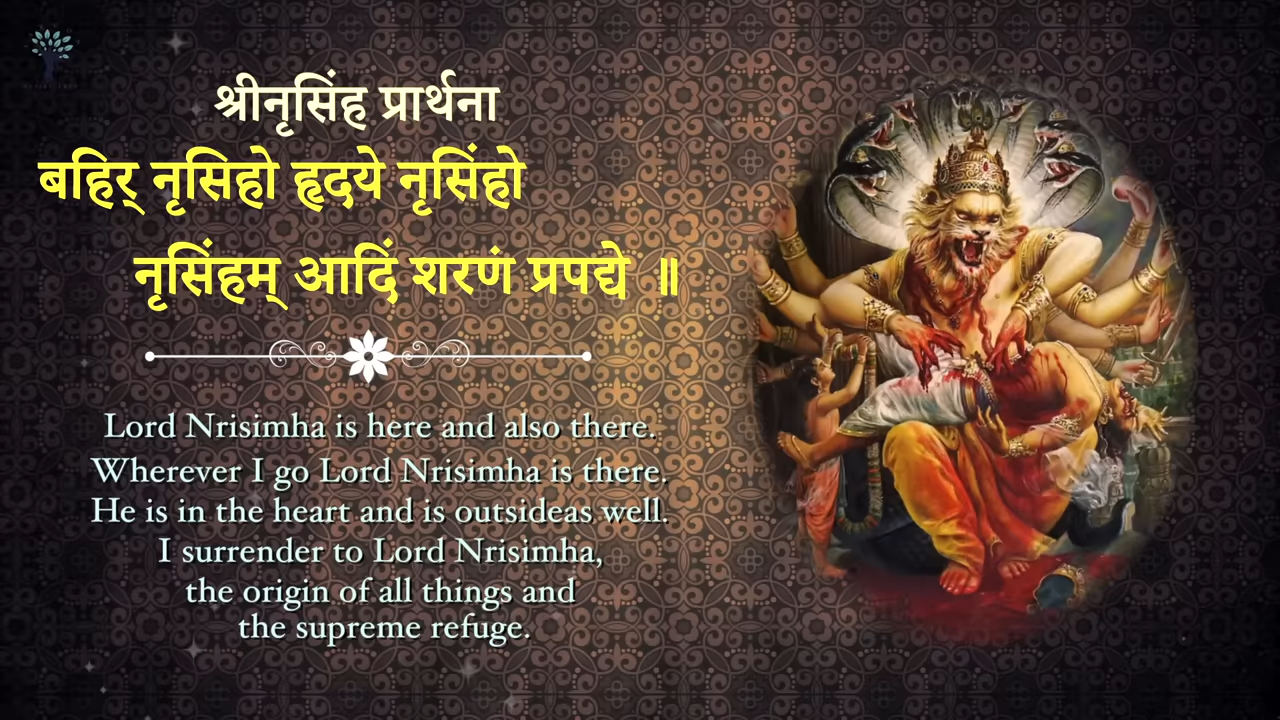 श्रीनृसिंह प्रार्थना
बहिर् नृसिहो हृदये नृसिंहो
नृसिंहम् आदिं शरणं प्रपद्ये ॥
Lord Nrisimha is here and also there.
Wherever I go Lord Nrisimha is there.
He is in the heart and is outsideas well.
I surrender to Lord Nrisimha,
the origin of all things and
the supreme refuge.